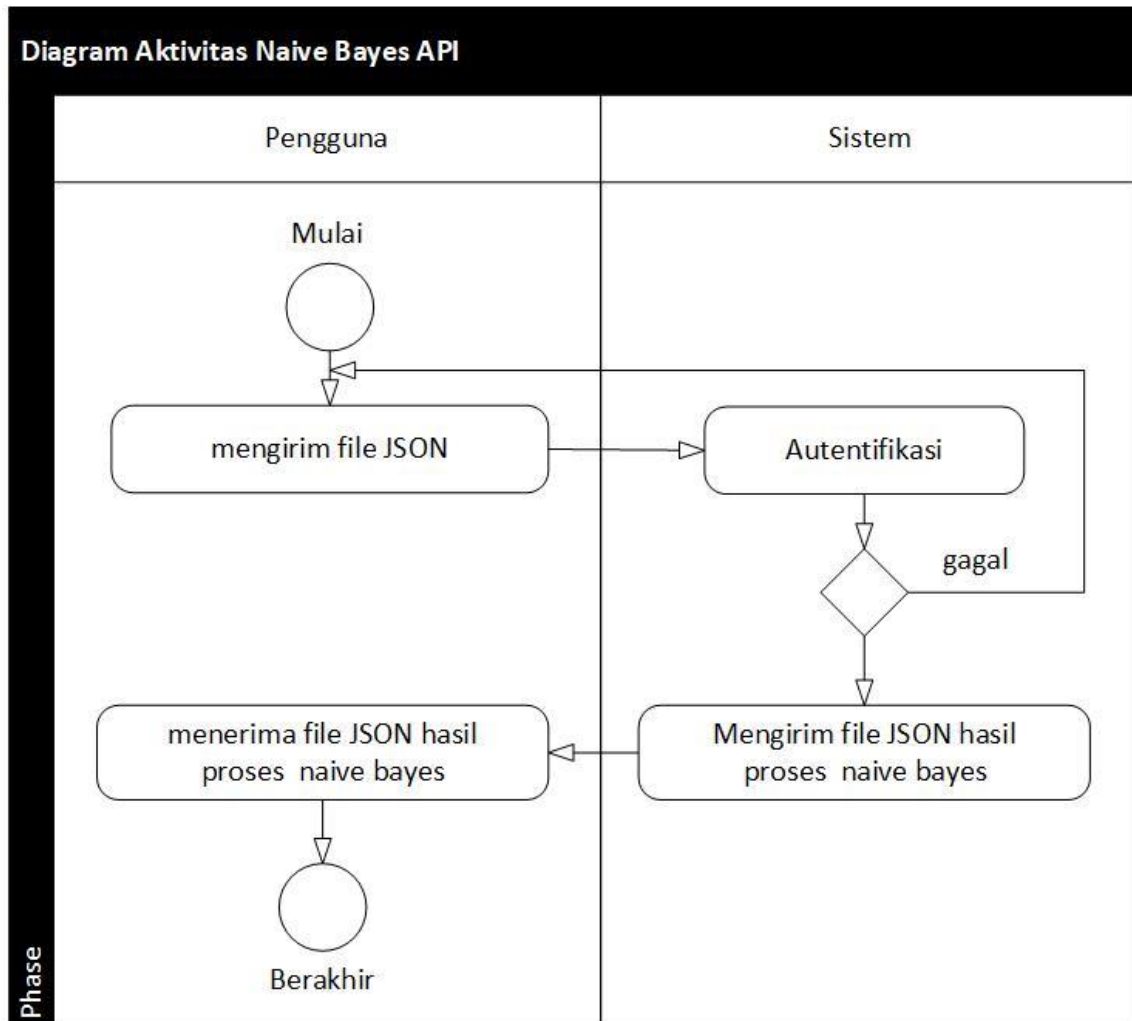 Diagram Aktivitas Naive Bayes API
Pengguna
Sistem
Mulai
mengirim file JSON
Autentifikasi
gagal
menerima file JSON hasil
proses naive bayes
Mengirim file JSON hasil
proses naive bayes
Berakhir
Phase